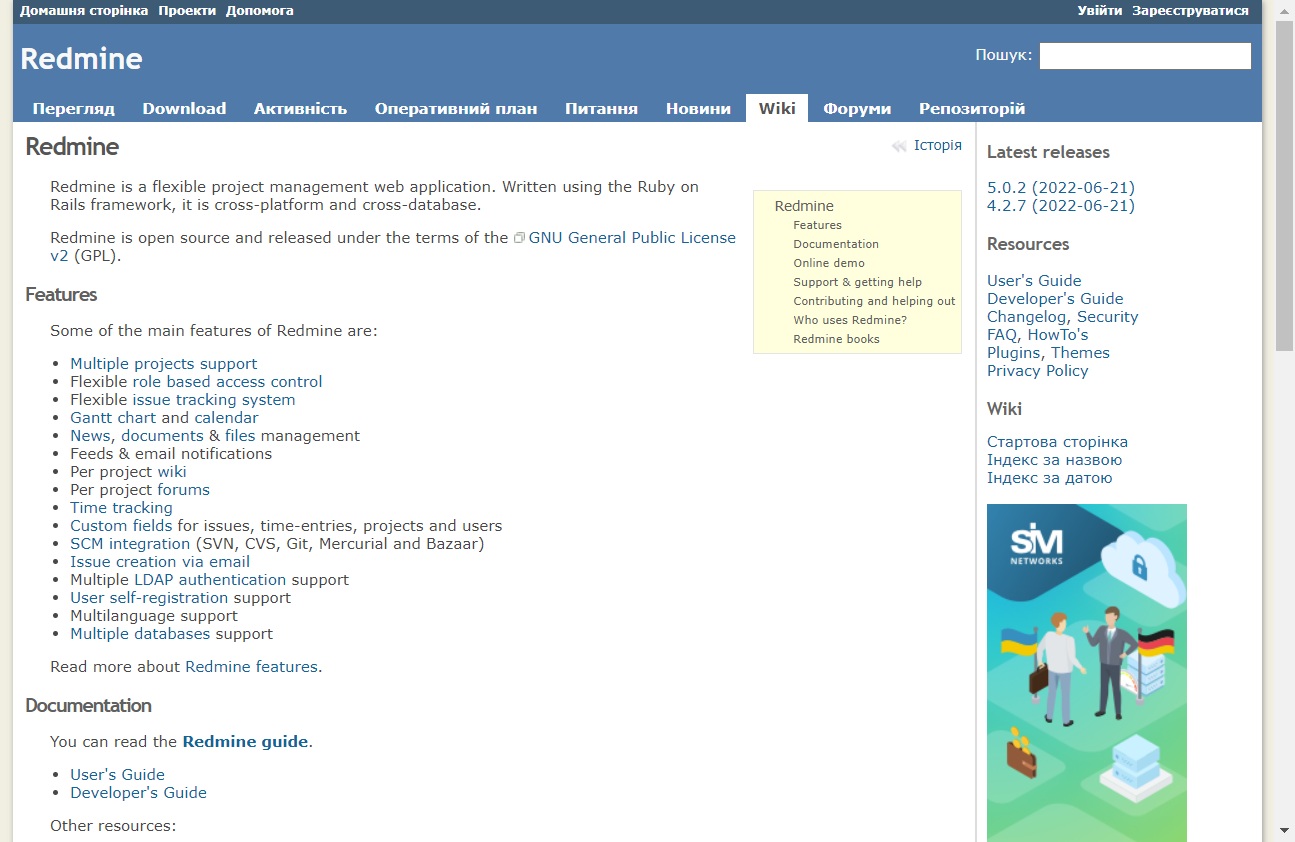 Домашня сторінка Проекти Допомога
Увійти Зареєструватися
Redmine
Пошук:
Перегляд Download Активність Оперативний план Питання Новини Wiki Форуми Репозиторій
Redmine
Історія
Redmine is a flexible project management web application. Written using the Ruby on
Rails framework, it is cross-platform and cross-database.
Redmine is open source and released under the terms of the GNU General Public License
v2 (GPL).
Redmine
Features
Documentation
Online demo
Support & getting help
Contributing and helping out
Who uses Redmine?
Redmine books
Features
Some of the main features of Redmine are:
• Multiple projects support
• Flexible role based access control
• Flexible issue tracking system
• Gantt chart and calendar
• News, documents & files management
• Feeds & email notifications
• Per project wiki
• Per project forums
• Time tracking
• Custom fields for issues, time-entries, projects and users
• SCM integration (SVN, CVS, Git, Mercurial and Bazaar)
• Issue creation via email
• Multiple LDAP authentication support
• User self-registration support
• Multilanguage support
• Multiple databases support
Read more about Redmine features.
Documentation
You can read the Redmine guide.
• User's Guide
• Developer's Guide
Other resources:
Latest releases
5.0.2 (2022-06-21)
4.2.7 (2022-06-21)
Resources
User's Guide
Developer's Guide
Changelog, Security
FAQ, HowTo's
Plugins, Themes
Privacy Policy
Wiki
Стартова сторінка
Індекс за назвою
Індекс за датою
SIM
NETWORKS